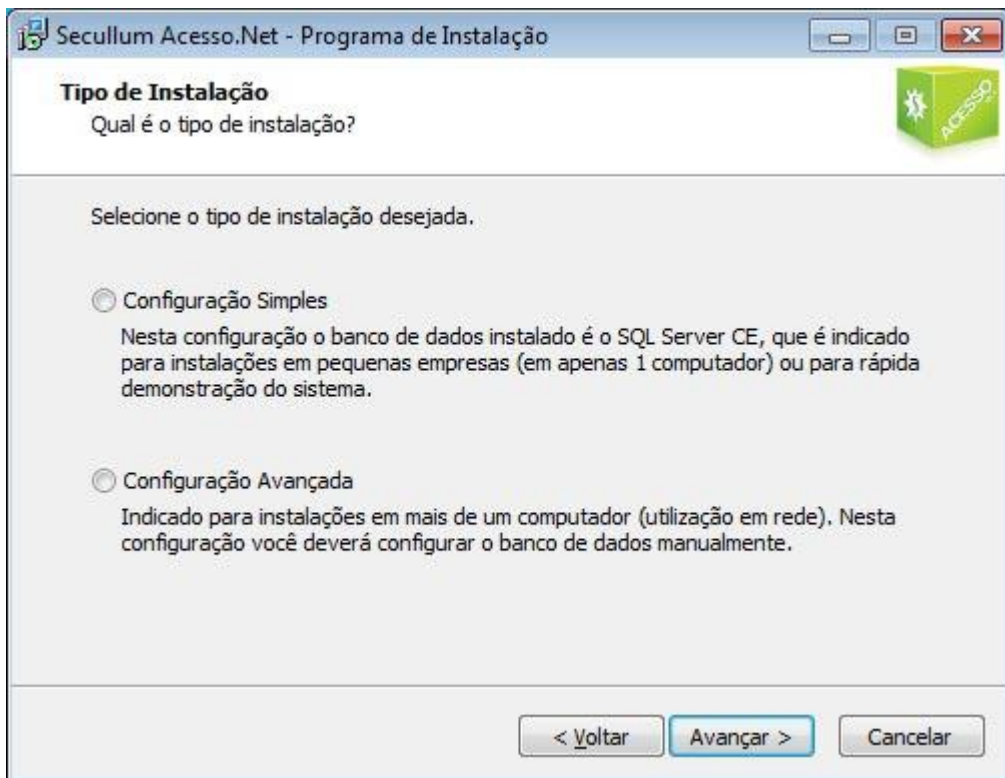 Secullum Acesso.Net - Programa de Instalação
Tipo de Instalação
Qual é o tipo de instalação?
ACESSO
Selecione o tipo de instalação desejada.
Configuração Simples
Nesta configuração o banco de dados instalado é o SQL Server CE, que é indicado
para instalações em pequenas empresas (em apenas 1 computador) ou para rápida
demonstração do sistema.
Configuração Avançada
Indicado para instalações em mais de um computador (utilização em rede). Nesta
configuração você deverá configurar o banco de dados manualmente.
< Voltar
Avançar >
Cancelar